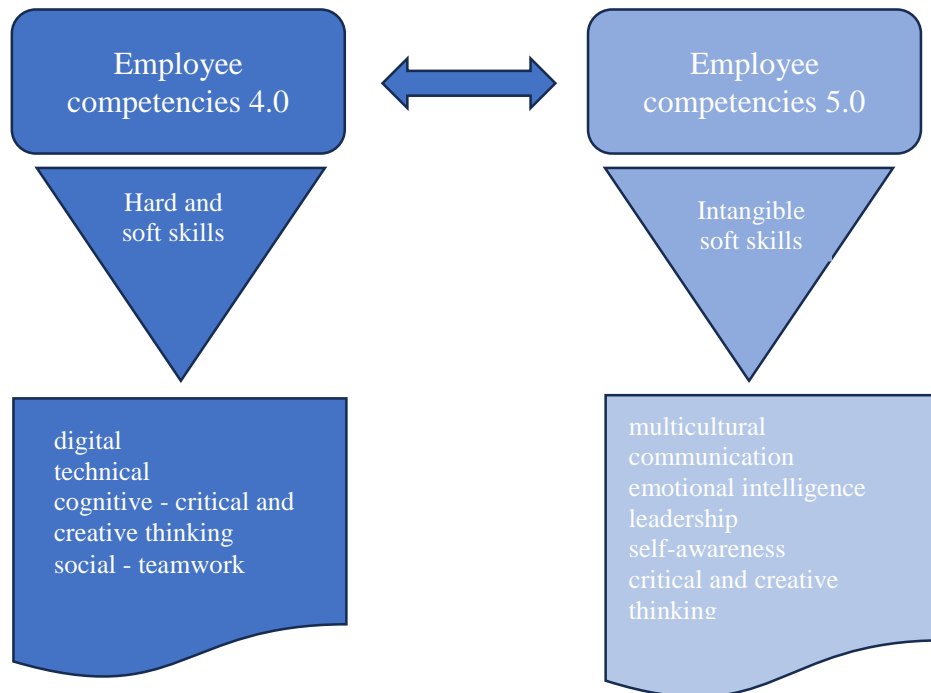 Employee
competencies 4.0
Employee
competencies 5.0
Hard and
soft skills
Intangible
soft skills
digital
technical
cognitive - critical and
creative thinking
social - teamwork
multicultural
communication
emotional intelligence
leadership
self-awareness
critical and creative
thinking